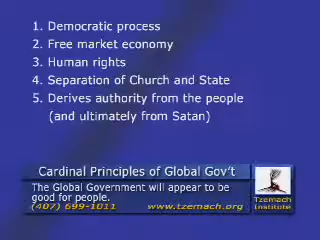 1. Democratic process
2. Free market economy
3. Human rights
4. Separation of Church and State
5. Derives authority from the people
(and ultimately from Satan)
Cardinal Principles of Global Gov't
The Global Government will appear to be
good for people.
(407) 699-1011 www.tzemach.org
Tzemach
Institute